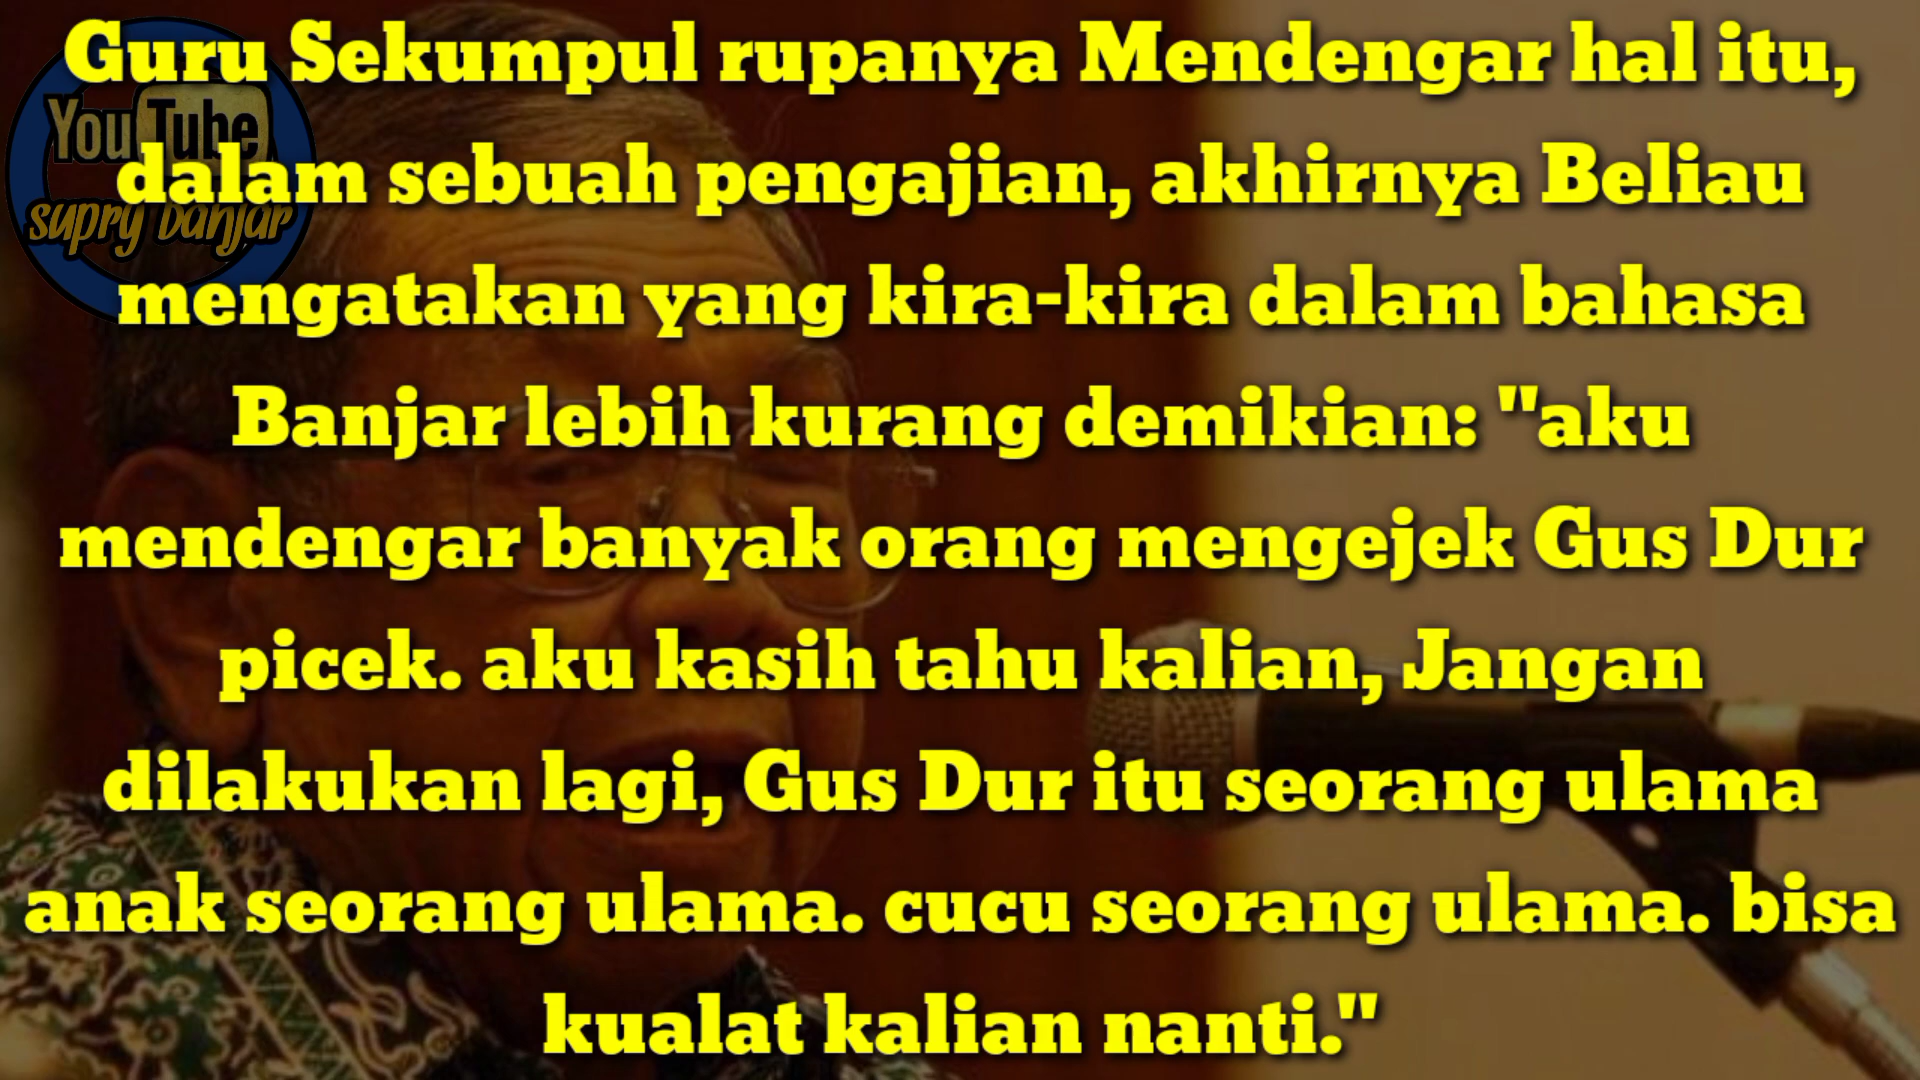 Guru Sekumpul rupanya Mendengar hal itu,
YouTube
dalam sebuah pengajian, akhirnya Beliau
supry banjar
mengatakan yang kira-kira dalam bahasa
Banjar lebih kurang demikian: "aku
mendengar banyak orang mengejek Gus Dur
picek. aku kasih tahu kalian, Jangan
dilakukan lagi, Gus Dur itu seorang ulama
anak seorang ulama. cucu seorang ulama. bisa
kualat kalian nanti."